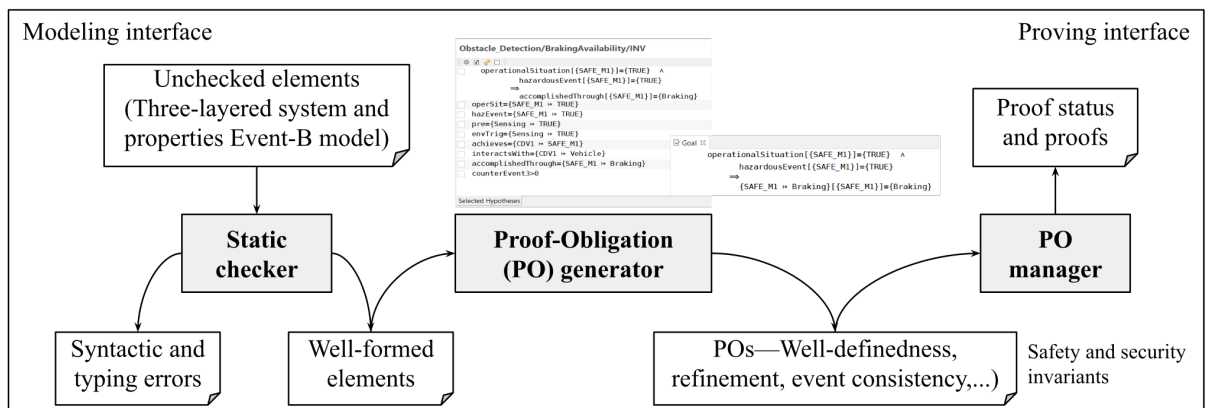 Modeling interface
Proving interface
Unchecked elements
(Three-layered system and
properties Event-B model)
Obstacle_Detection/BrakingAvailability/INV
operationalSituation[{SAFE_M1}]={TRUE} ∧
hazardousEvent[{SAFE_M1}]={TRUE}
⇒
accomplishedThrough[{SAFE_M1}]={Braking}
operSit={SAFE_M1 ↦ TRUE}
hazEvent={SAFE_M1 ↦ TRUE}
pre={Sensing ↦ TRUE}
envTrig={Sensing ↦ TRUE}
achieves={CDV1 ↦ SAFE_M1}
interactsWith={CDV1 ↦ Vehicle}
accomplishedThrough={SAFE_M1 ↦ Braking}
counterEvent3>0
Selected Hypotheses
Goal
operationalSituation[{SAFE_M1}]={TRUE} ∧
hazardousEvent[{SAFE_M1}]={TRUE}
⇒
{SAFE_M1 ↦ Braking}[{SAFE_M1}]={Braking}
Proof status
and proofs
Static
checker
Proof-Obligation
(PO) generator
PO
manager
Syntactic and
typing errors
Well-formed
elements
POs—Well-definedness,
refinement, event consistency,...)
Safety and security
invariants